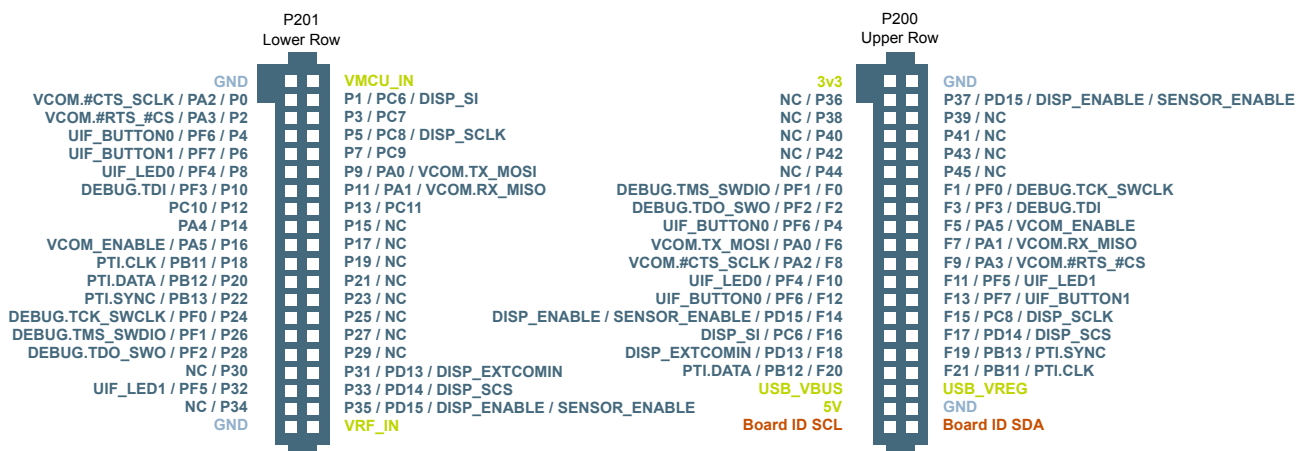 P201
Lower Row
GND
VMCU_IN
VCOM.#CTS_SCLK / PA2 / P0
P1 / PC6 / DISP_SI
VCOM.#RTS_#CS / PA3 / P2
P3 / PC7
UIF_BUTTON0 / PF6 / P4
P5 / PC8 / DISP_SCLK
UIF_BUTTON1 / PF7 / P6
P7 / PC9
UIF_LED0 / PF4 / P8
P9 / PA0 / VCOM.TX_MOSI
DEBUG.TDI / PF3 / P10
P11 / PA1 / VCOM.RX_MISO
PC10 / P12
P13 / PC11
PA4 / P14
P15 / NC
VCOM_ENABLE / PA5 / P16
P17 / NC
PTI.CLK / PB11 / P18
P19 / NC
PTI.DATA / PB12 / P20
P21 / NC
PTI.SYNC / PB13 / P22
P23 / NC
DEBUG.TCK_SWCLK / PF0 / P24
P25 / NC
DEBUG.TMS_SWDIO / PF1 / P26
P27 / NC
DEBUG.TDO_SWO / PF2 / P28
P29 / NC
NC / P30
P31 / PD13 / DISP_EXTCOMIN
UIF_LED1 / PF5 / P32
P33 / PD14 / DISP_SCS
NC / P34
P35 / PD15 / DISP_ENABLE / SENSOR_ENABLE
GND
VRF_IN
P200
Upper Row
3v3
GND
NC / P36
P37 / PD15 / DISP_ENABLE / SENSOR_ENABLE
NC / P38
P39 / NC
NC / P40
P41 / NC
NC / P42
P43 / NC
NC / P44
P45 / NC
DEBUG.TMS_SWDIO / PF1 / F0
F1 / PF0 / DEBUG.TCK_SWCLK
DEBUG.TDO_SWO / PF2 / F2
F3 / PF3 / DEBUG.TDI
UIF_BUTTON0 / PF6 / P4
F5 / PA5 / VCOM_ENABLE
VCOM.TX_MOSI / PA0 / F6
F7 / PA1 / VCOM.RX_MISO
VCOM.#CTS_SCLK / PA2 / F8
F9 / PA3 / VCOM.#RTS_#CS
UIF_LED0 / PF4 / F10
F11 / PF5 / UIF_LED1
UIF_BUTTON0 / PF6 / F12
F13 / PF7 / UIF_BUTTON1
DISP_ENABLE / SENSOR_ENABLE / PD15 / F14
F15 / PC8 / DISP_SCLK
DISP_SI / PC6 / F16
F17 / PD14 / DISP_SCS
DISP_EXTCOMIN / PD13 / F18
F19 / PB13 / PTI.SYNC
PTI.DATA / PB12 / F20
F21 / PB11 / PTI.CLK
USB_VBUS
USB_VREG
5V
GND
Board ID SCL
Board ID SDA